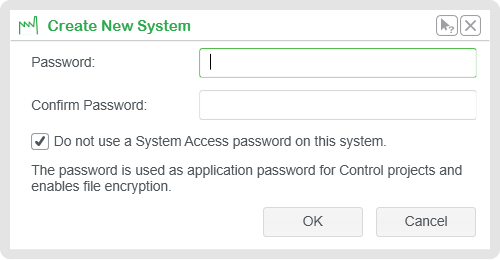 Create New System
Password:
Confirm Password:
Do not use a System Access password on this system.
The password is used as application password for Control projects and
enables file encryption.
OK
Cancel